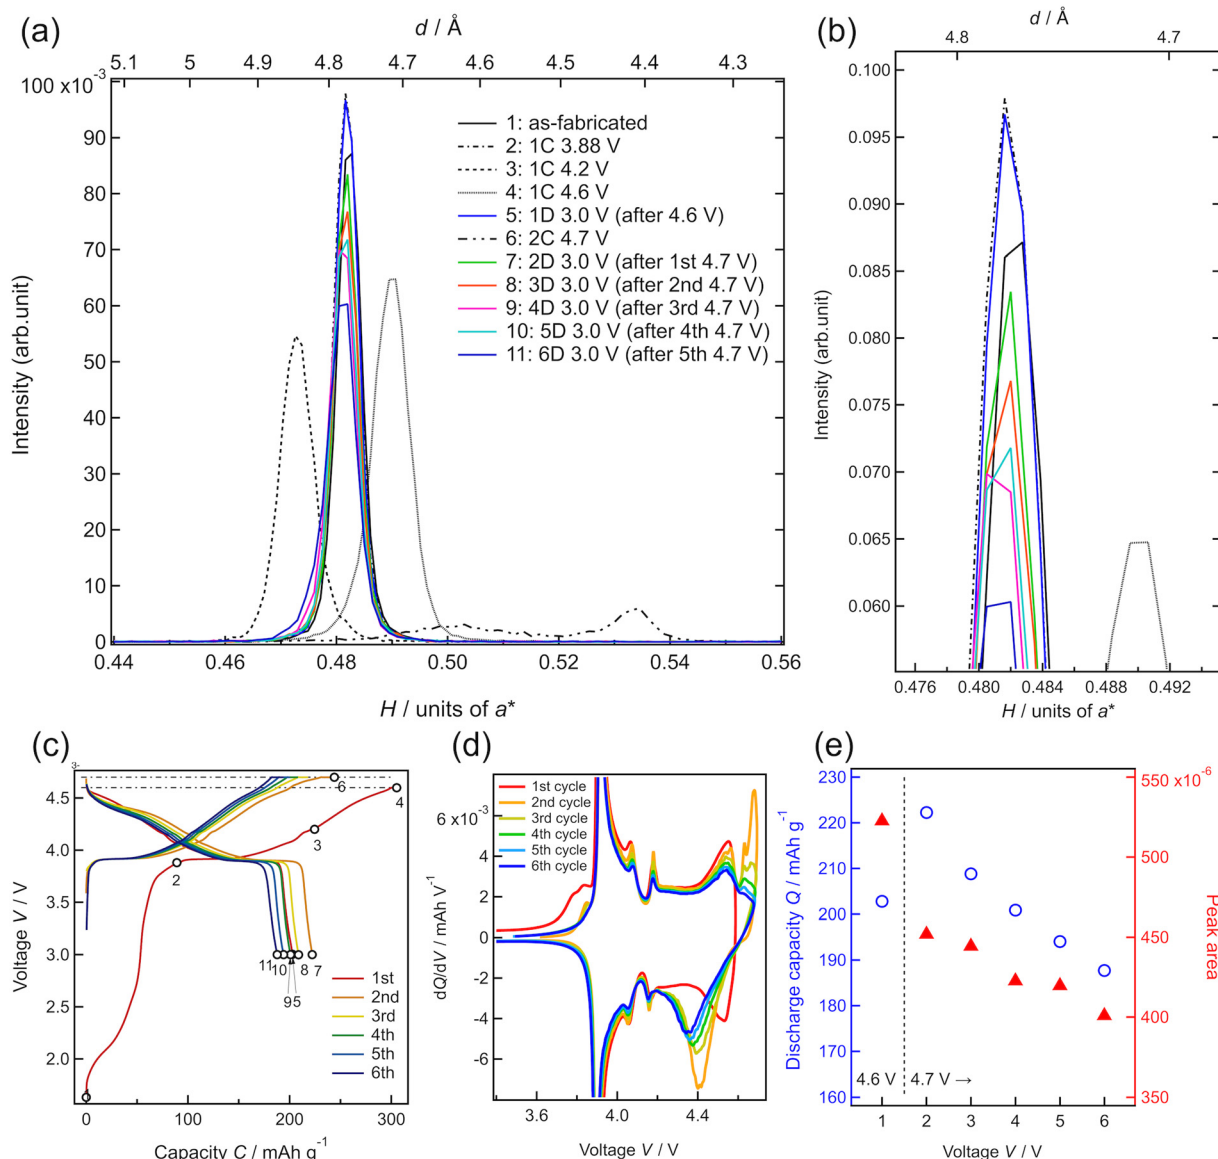 (a)
d / Å
5.1 5 4.9 4.8 4.7 4.6 4.5 4.4 4.3
100 x10⁻³
90
80
70
60
50
40
30
20
10
0
Intensity (arb.unit)
1: as-fabricated
2: 1C 3.88 V
3: 1C 4.2 V
4: 1C 4.6 V
5: 1D 3.0 V (after 4.6 V)
6: 2C 4.7 V
7: 2D 3.0 V (after 1st 4.7 V)
8: 3D 3.0 V (after 2nd 4.7 V)
9: 4D 3.0 V (after 3rd 4.7 V)
10: 5D 3.0 V (after 4th 4.7 V)
11: 6D 3.0 V (after 5th 4.7 V)
0.44 0.46 0.48 0.50 0.52 0.54 0.56
H / units of a*
(b)
d / Å
4.8 4.7
0.100
0.095
0.090
0.085
0.080
0.075
0.070
0.065
0.060
Intensity (arb.unit)
0.476 0.480 0.484 0.488 0.492
H / units of a*
(c)
3-
4.5
4.0
3.5
3.0
2.5
2.0
Voltage V / V
6
4
3
2
11 10 9 5 8 7
1st
2nd
3rd
4th
5th
6th
0 100 200 300
Capacity C / mAh g⁻¹
(d)
6 x10⁻³
4
2
-2
-4
-6
dQ/dV / mAh V⁻¹
1st cycle
2nd cycle
3rd cycle
4th cycle
5th cycle
6th cycle
3.6 4.0 4.4
Voltage V / V
(e)
230
220
210
200
190
180
170
160
Discharge capacity Q / mAh g⁻¹
550 x10⁻⁶
500
450
400
350
Peak area
4.6 V 4.7 V →
1 2 3 4 5 6
Voltage V / V